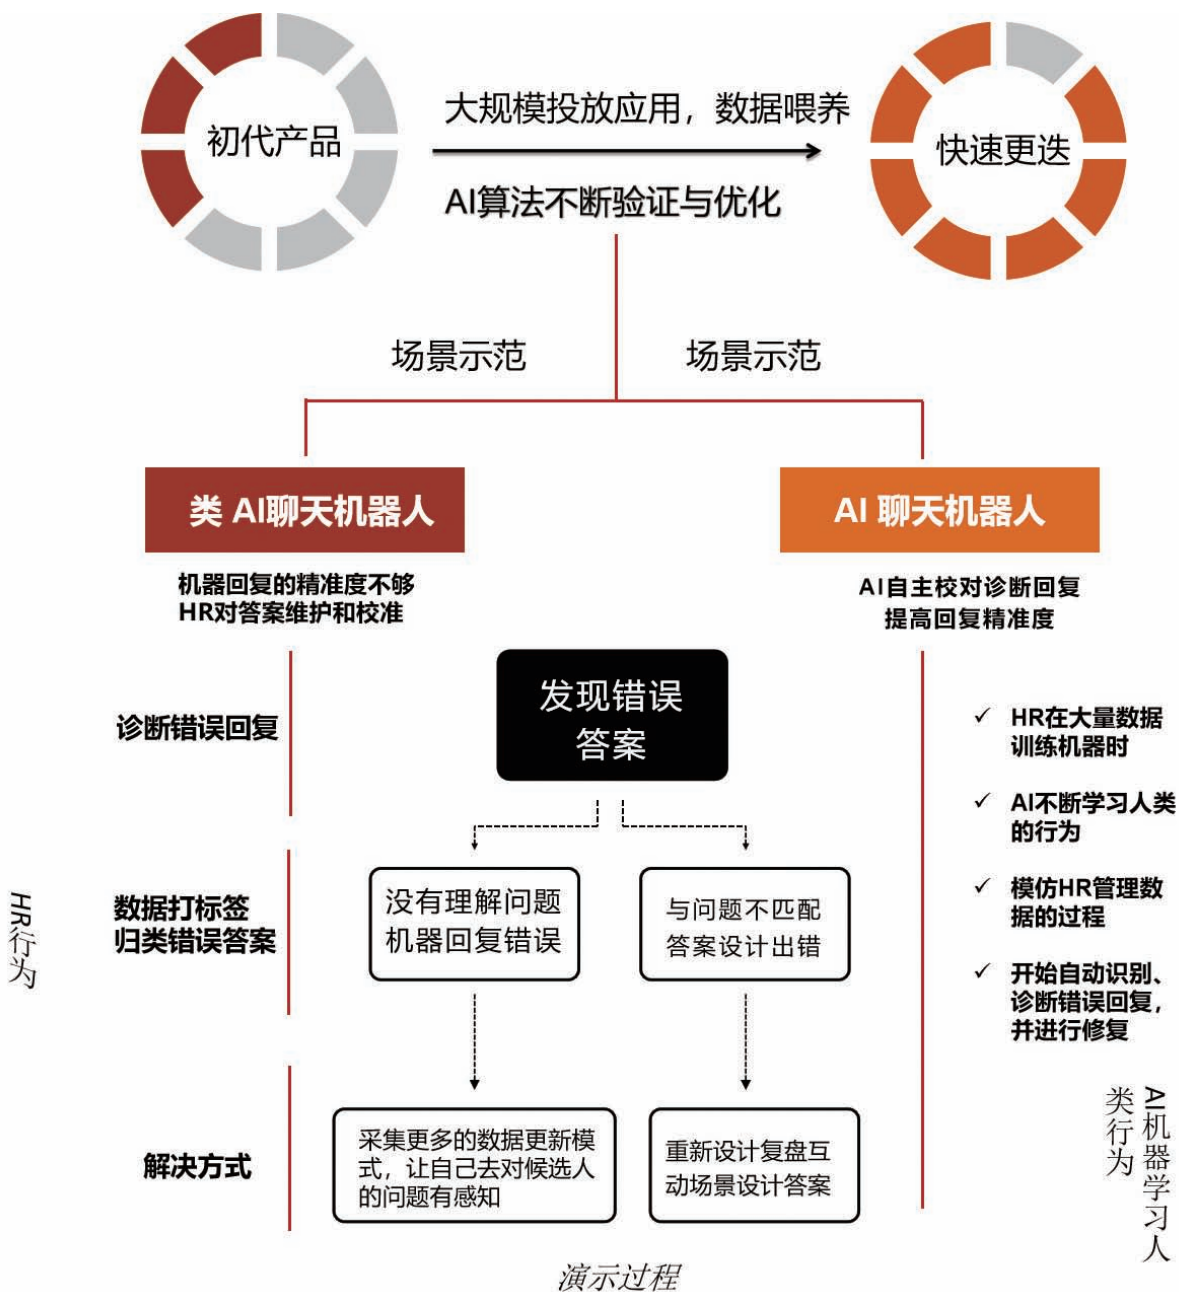 初代产品
大规模投放应用，数据喂养
AI算法不断验证与优化
快速更迭
场景示范
场景示范
类 AI聊天机器人
AI 聊天机器人
机器回复的精准度不够
HR对答案维护和校准
AI自主校对诊断回复
提高回复精准度
HR行为
诊断错误回复
数据打标签
归类错误答案
解决方式
发现错误
答案
没有理解问题
机器回复错误
与问题不匹配
答案设计出错
采集更多的数据更新模
式，让自己去对候选人
的问题有感知
重新设计复盘互
动场景设计答案
✓ HR在大量数据
训练机器时
✓ AI不断学习人类
的行为
✓ 模仿HR管理数
据的过程
✓ 开始自动识别、
诊断错误回复，
并进行修复
AI机器学习人
类行为
演示过程